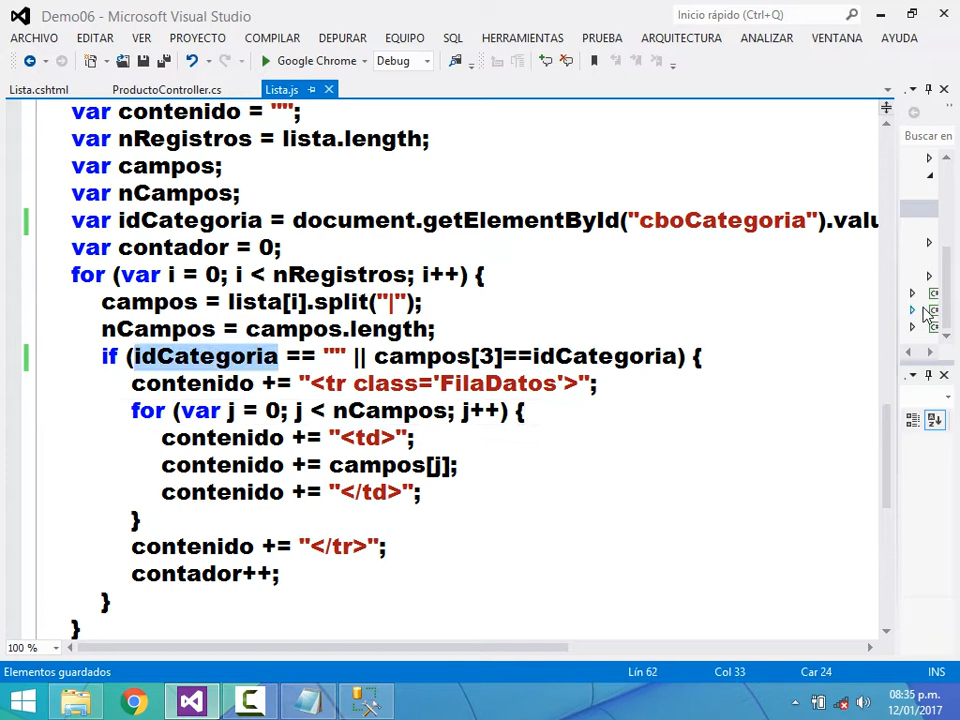 Demo06 - Microsoft Visual Studio
Inicio rápido (Ctrl+Q)
ARCHIVO EDITAR VER PROYECTO COMPILAR DEPURAR EQUIPO SQL HERRAMIENTAS PRUEBA ARQUITECTURA ANALIZAR VENTANA AYUDA
Google Chrome Debug
Lista.cshtml ProductoController.cs Lista.js
Buscar en
var contenido = "";
var nRegistros = lista.length;
var campos;
var nCampos;
var idCategoria = document.getElementById("cboCategoria").valu
var contador = 0;
for (var i = 0; i < nRegistros; i++) {
campos = lista[i].split("|");
nCampos = campos.length;
if (idCategoria == "" || campos[3]==idCategoria) {
contenido += "<tr class='FilaDatos'>";
for (var j = 0; j < nCampos; j++) {
contenido += "<td>";
contenido += campos[j];
contenido += "</td>";
}
contenido += "</tr>";
contador++;
}
}
100 %
Elementos guardados Lín 62 Col 33 Car 24 INS
08:35 p.m.
12/01/2017